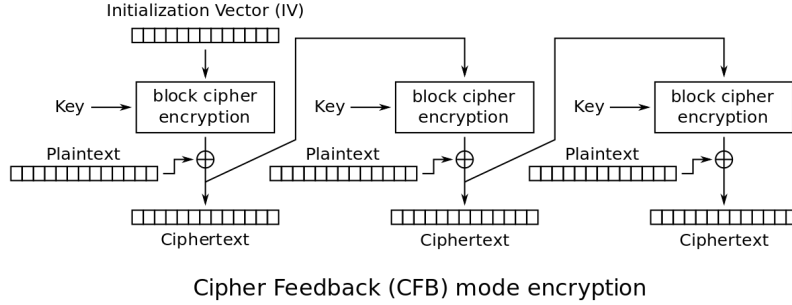 Initialization Vector (IV)
Key
block cipher
encryption
Key
block cipher
encryption
Key
block cipher
encryption
Plaintext
Plaintext
Plaintext
Ciphertext
Ciphertext
Ciphertext
Cipher Feedback (CFB) mode encryption